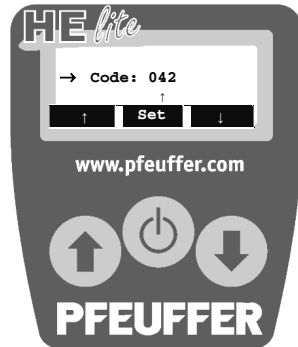 HE lite
→ Code: 042
↑
↑ Set ↓
www.pfeuffer.com
PFEUFFER